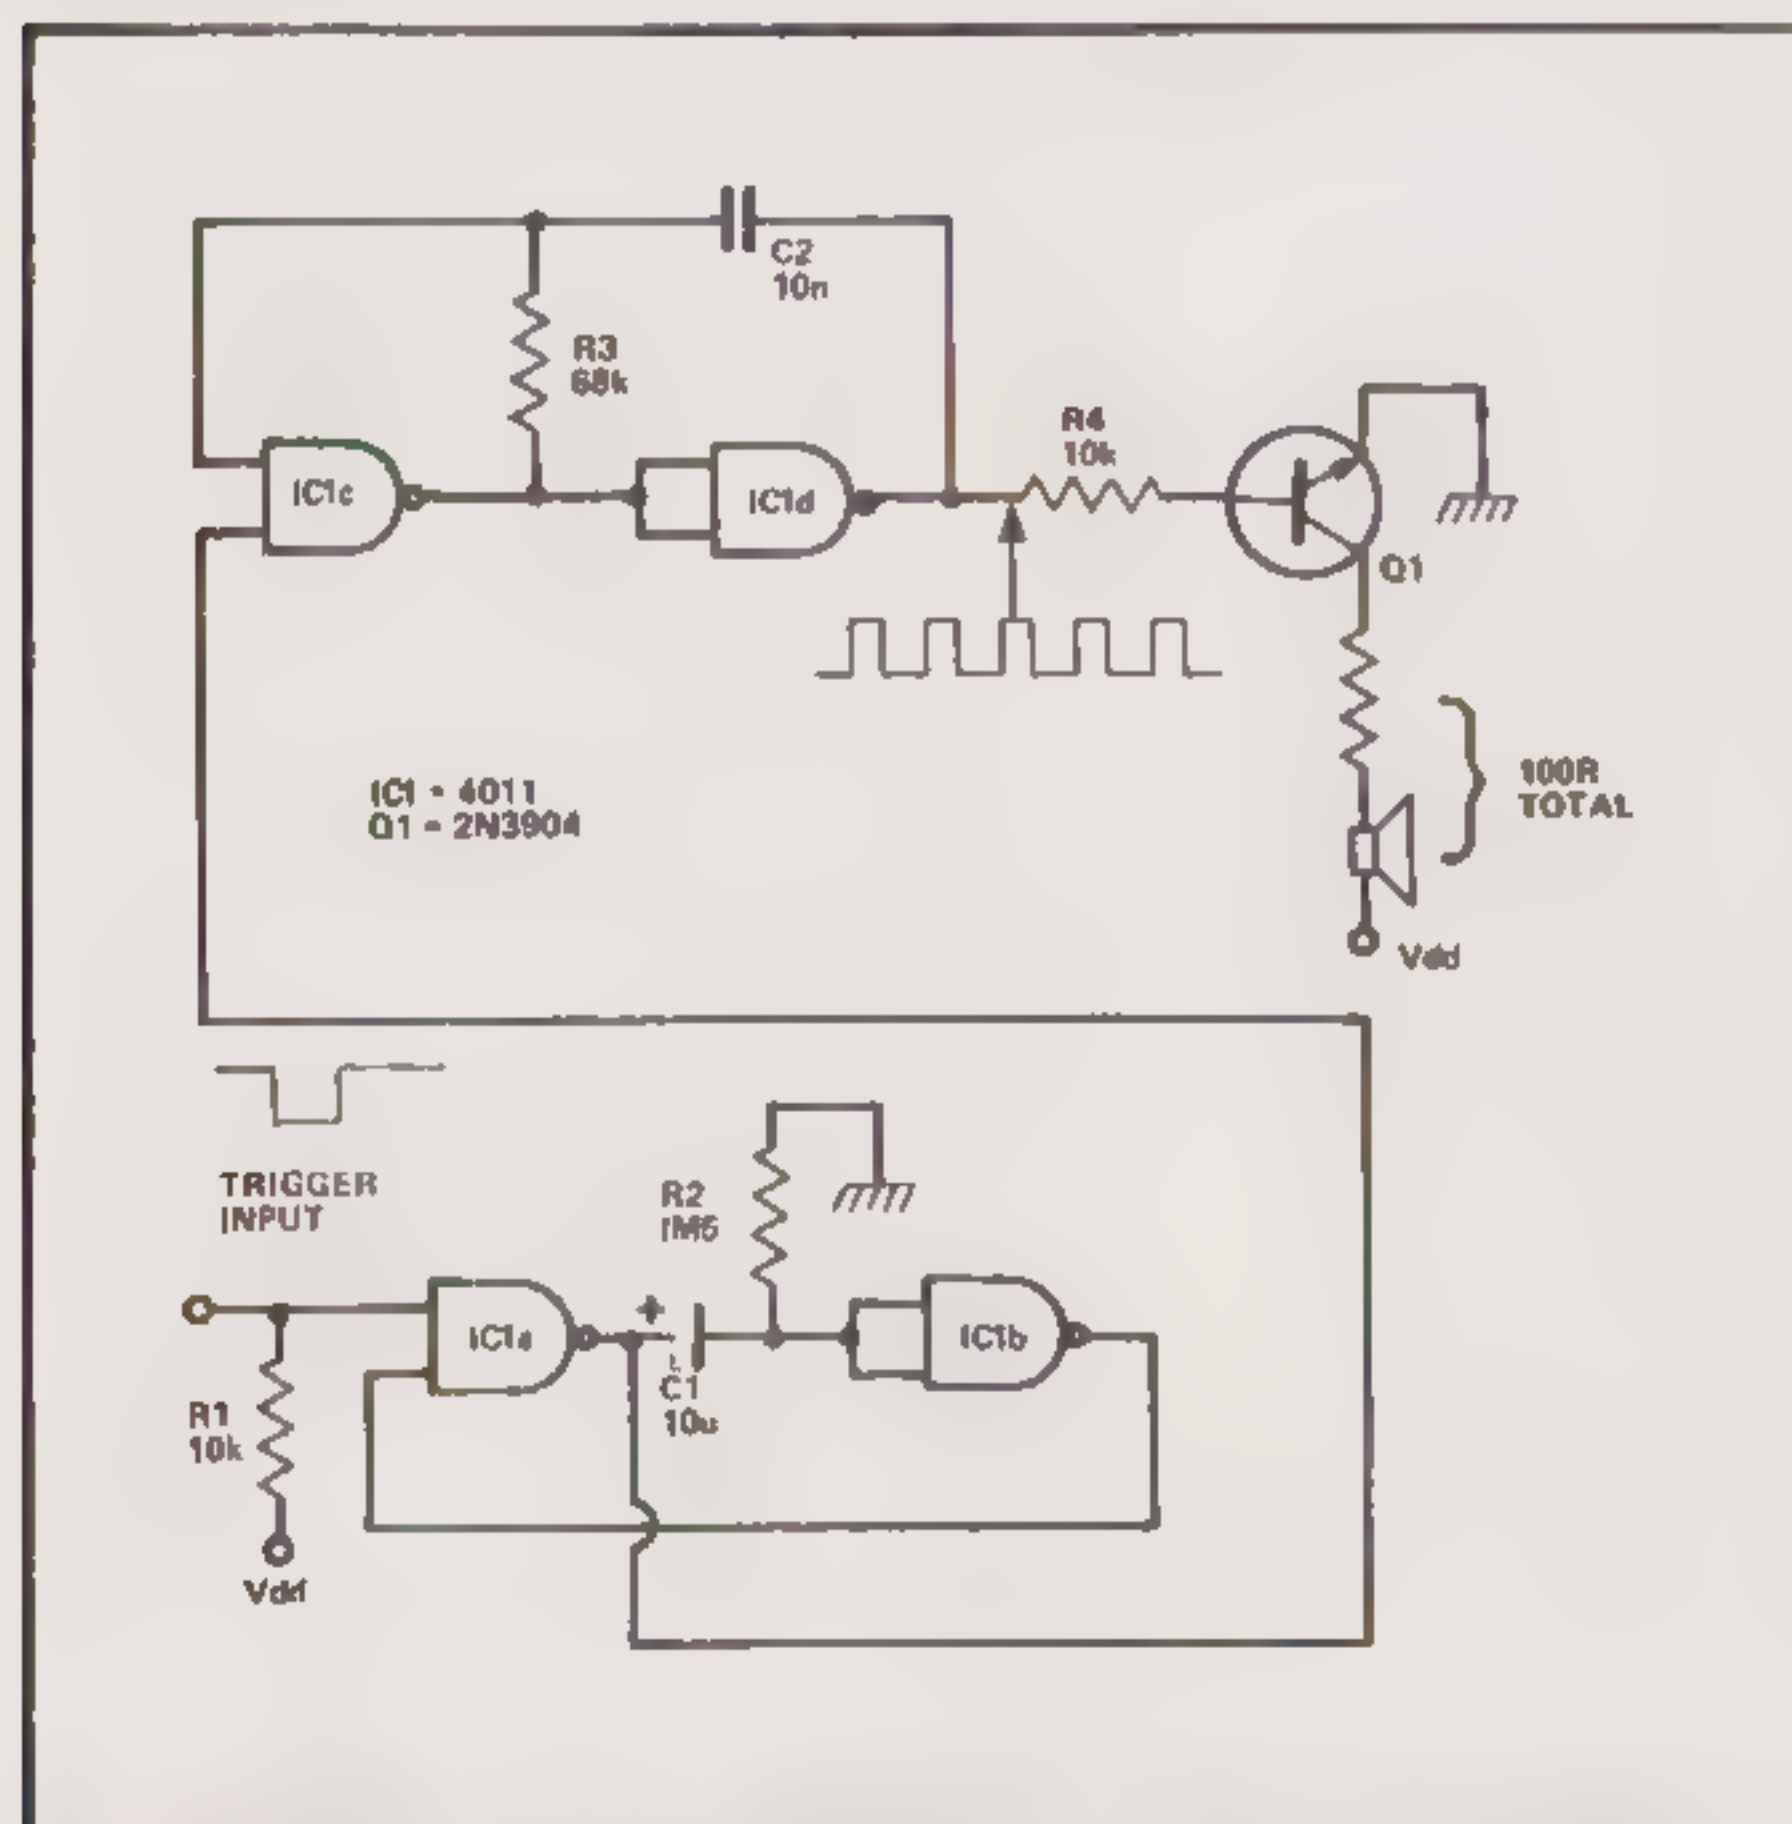 C2
10n
R3
68k
R4
10k
IC1c
IC1d
Q1
IC1 = 4011
Q1 = 2N3904
100R
TOTAL
Vdd
TRIGGER
INPUT
R2
1M5
IC1a
IC1b
C1
10u
R1
10k
Vdd